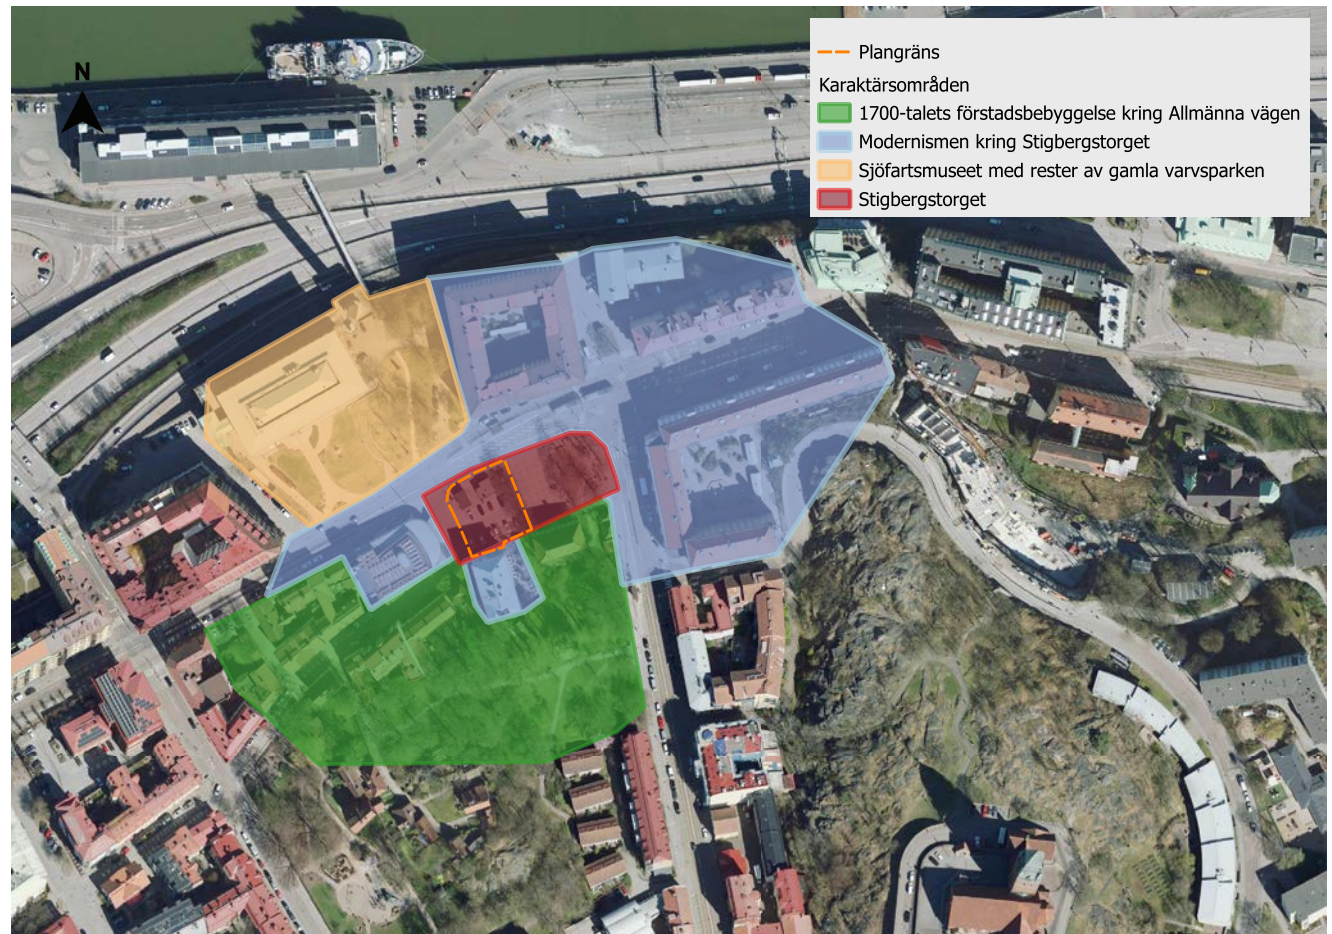 N
Plangräns
Karaktärsområden
1700-talets förstadsbebyggelse kring Allmänna vägen
Modernismen kring Stigbergstorget
Sjöfartsmuseet med rester av gamla varvsparken
Stigbergstorget